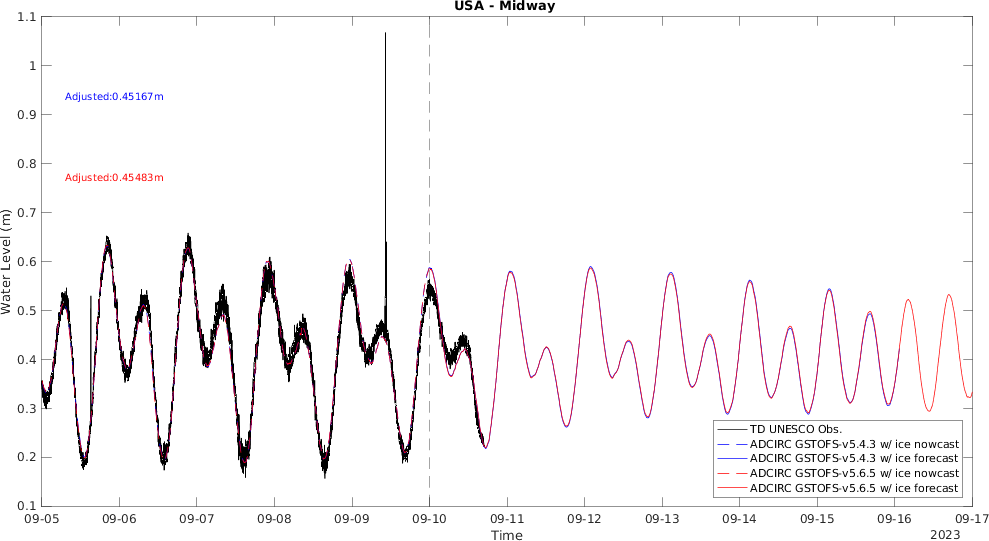 USA - Midway
1.1
1
0.9
0.8
0.7
0.6
0.5
0.4
0.3
0.2
0.1
Water Level (m)
Adjusted:0.45167m
Adjusted:0.45483m
TD UNESCO Obs.
ADCIRC GSTOFS-v5.4.3 w/ ice nowcast
ADCIRC GSTOFS-v5.4.3 w/ ice forecast
ADCIRC GSTOFS-v5.6.5 w/ ice nowcast
ADCIRC GSTOFS-v5.6.5 w/ ice forecast
09-05 09-06 09-07 09-08 09-09 09-10 09-11 09-12 09-13 09-14 09-15 09-16 09-17
Time
2023